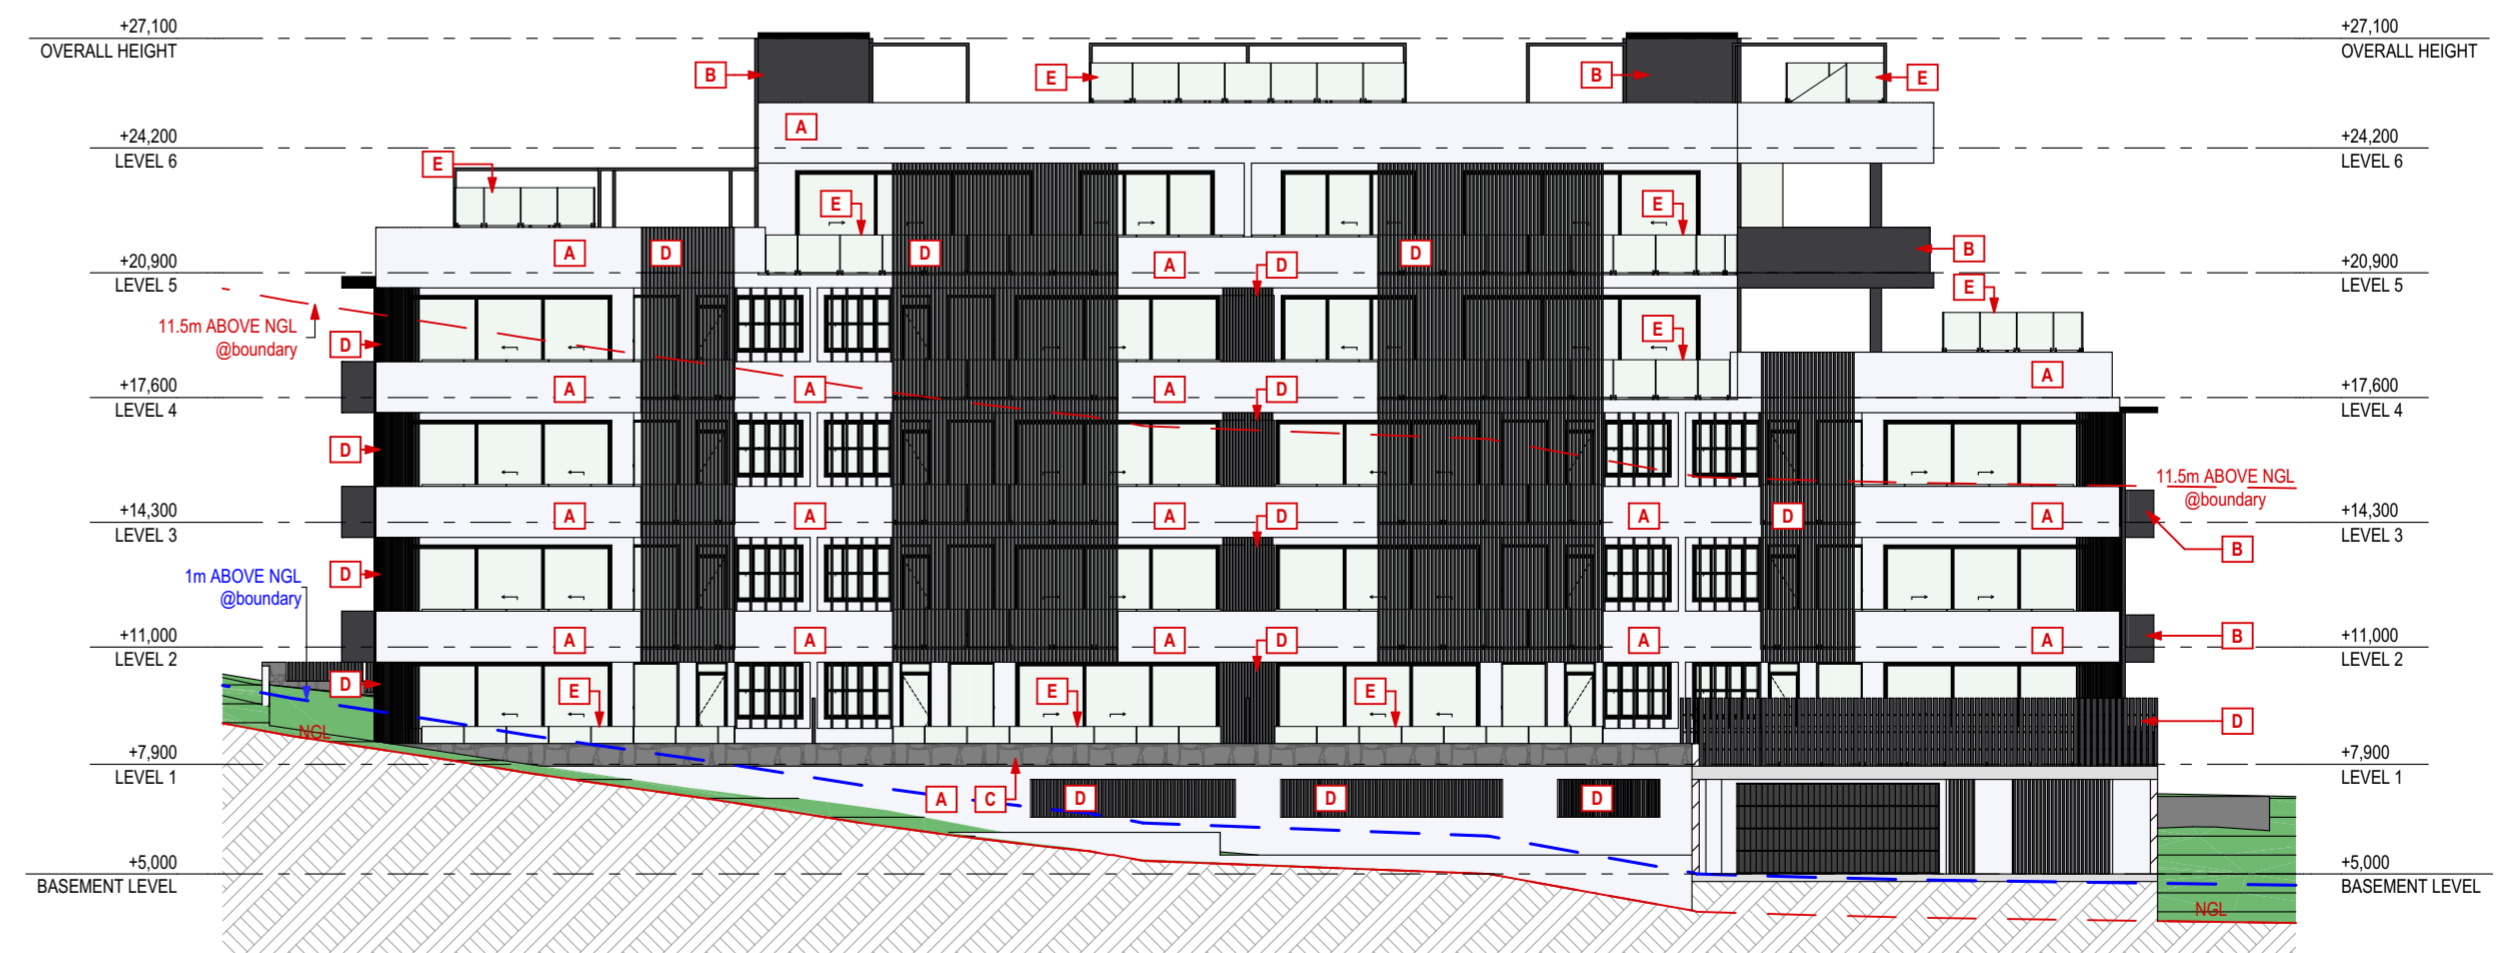 +27,100
OVERALL HEIGHT
+27,100
OVERALL HEIGHT
B
E
B
E
A
+24,200
LEVEL 6
+24,200
LEVEL 6
E
E
E
A
D
D
A
D
D
B
+20,900
LEVEL 5
+20,900
LEVEL 5
E
11.5m ABOVE NGL
@boundary
D
E
A
A
A
D
A
+17,600
LEVEL 4
+17,600
LEVEL 4
D
11.5m ABOVE NGL
@boundary
A
A
A
D
A
D
A
+14,300
LEVEL 3
+14,300
LEVEL 3
B
1m ABOVE NGL
@boundary
D
A
A
A
D
A
A
B
+11,000
LEVEL 2
+11,000
LEVEL 2
D
E
E
E
D
NGL
+7,900
LEVEL 1
+7,900
LEVEL 1
A
C
D
D
D
+5,000
BASEMENT LEVEL
+5,000
BASEMENT LEVEL
NGL